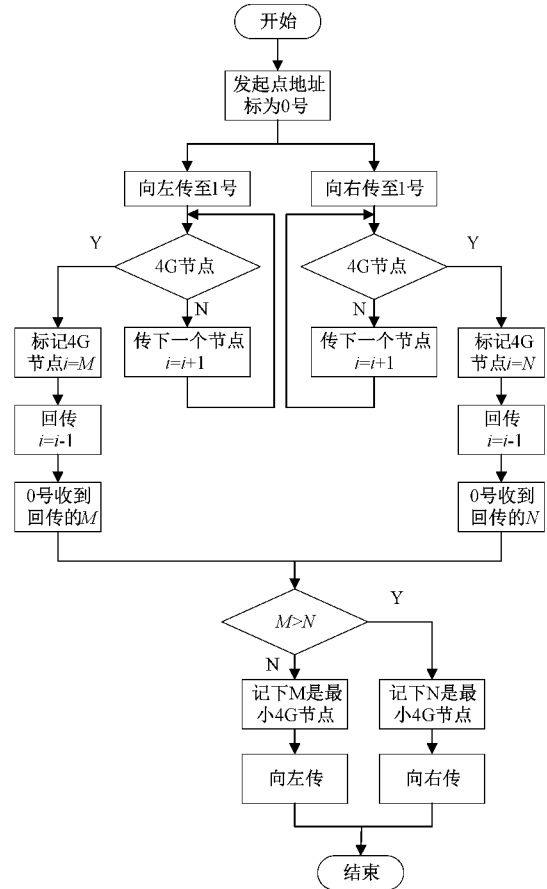 开始
发起点地址
标为0号
向左传至1号
向右传至1号
Y
4G节点
N
4G节点
Y
N
标记4G
节点i=M
传下一个节点
i=i+1
传下一个节点
i=i+1
标记4G
节点i=N
回传
i=i-1
回传
i=i-1
0号收到
回传的M
0号收到
回传的N
M>N
Y
N
记下M是最
小4G节点
记下N是最
小4G节点
向左传
向右传
结束